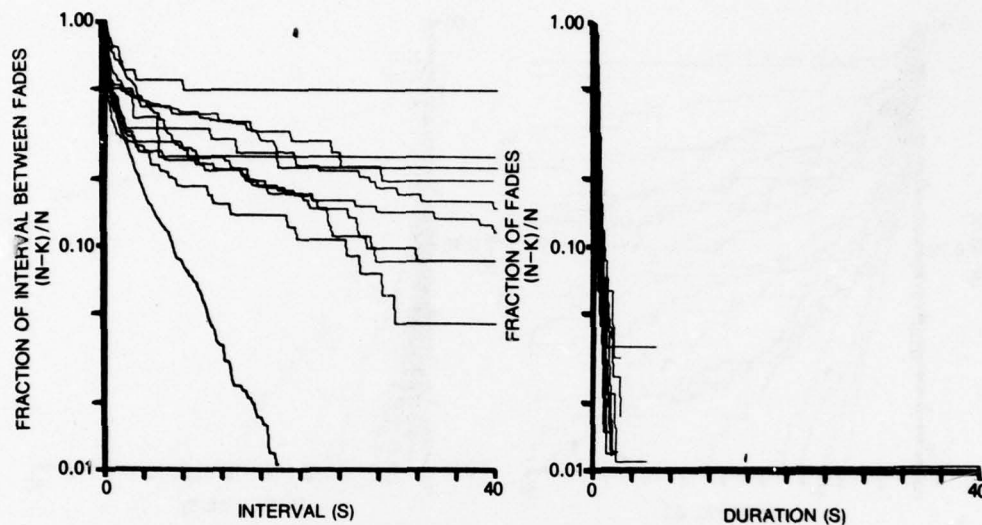 FRACTION OF INTERVAL BETWEEN FADES
(N-K)/N
1.00
0.10
0.01
0
40
INTERVAL (S)
FRACTION OF FADES
(N-K)/N
1.00
0.10
0.01
0
40
DURATION (S)